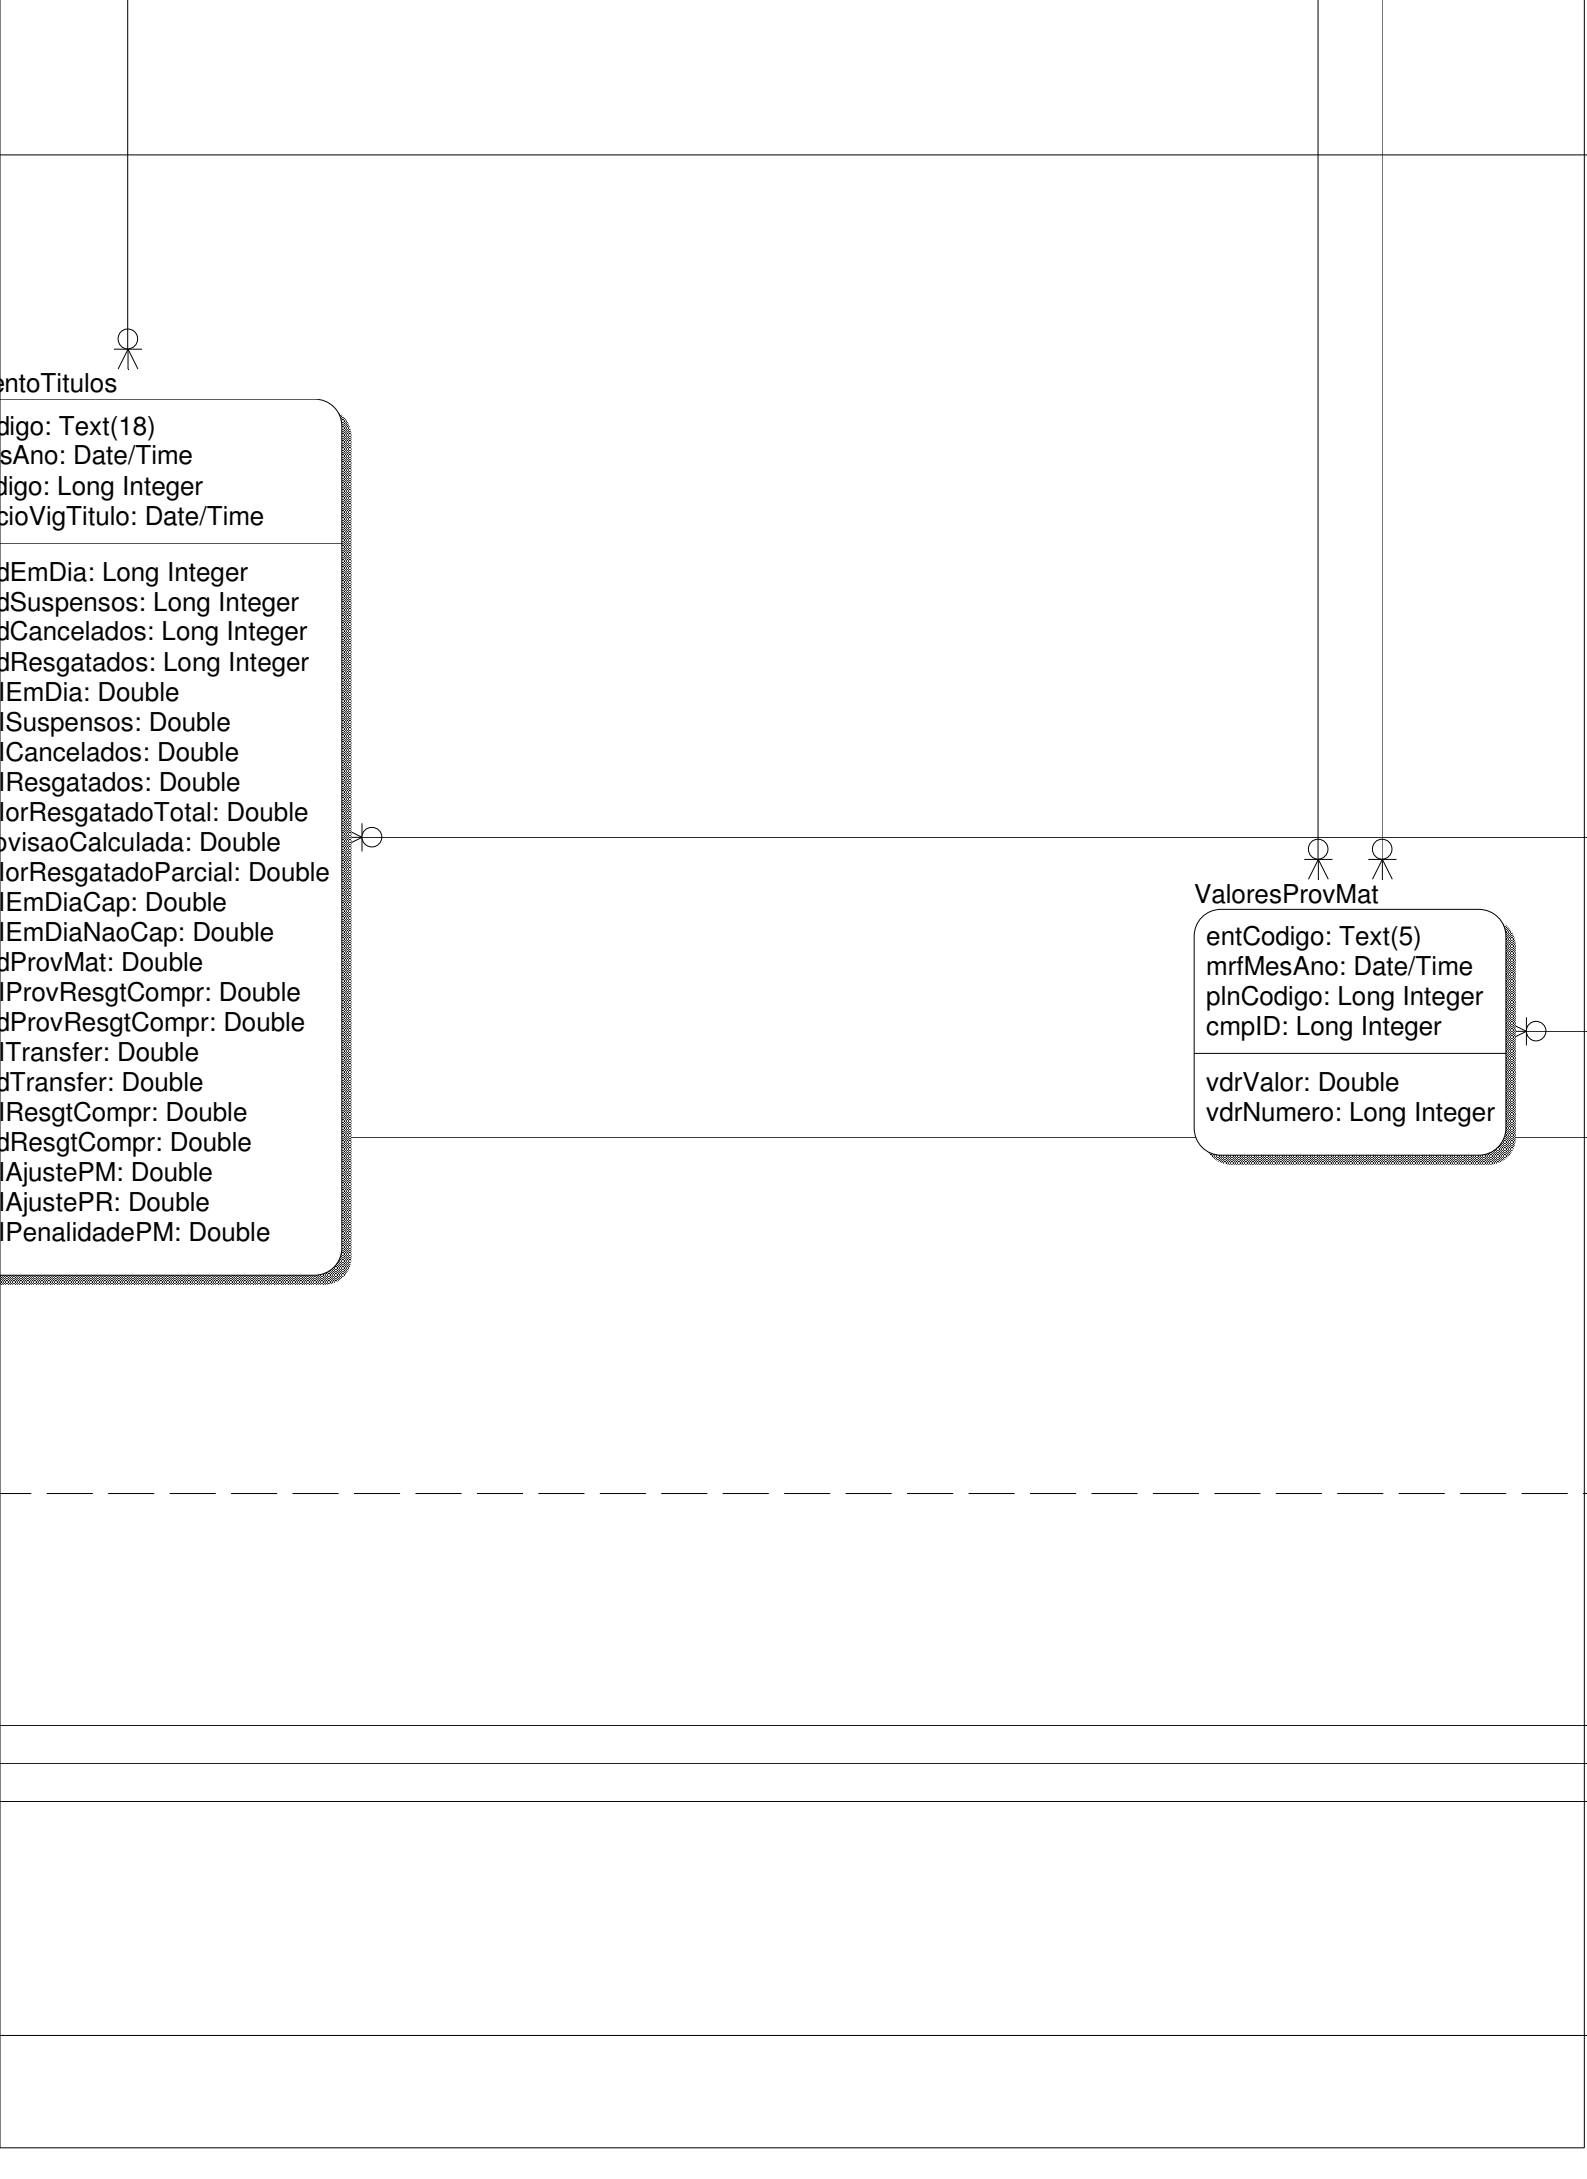 entoTitulos
digo: Text(18)
sAno: Date/Time
digo: Long Integer
cioVigTitulo: Date/Time
dEmDia: Long Integer
dSuspensos: Long Integer
dCancelados: Long Integer
dResgatados: Long Integer
lEmDia: Double
lSuspensos: Double
lCancelados: Double
lResgatados: Double
lorResgatadoTotal: Double
ovisaoCalculada: Double
lorResgatadoParcial: Double
lEmDiaCap: Double
lEmDiaNaoCap: Double
dProvMat: Double
lProvResgtCompr: Double
dProvResgtCompr: Double
lTransfer: Double
dTransfer: Double
lResgtCompr: Double
dResgtCompr: Double
lAjustePM: Double
lAjustePR: Double
lPenalidadePM: Double
ValoresProvMat
entCodigo: Text(5)
mrfMesAno: Date/Time
plnCodigo: Long Integer
cmpID: Long Integer
vdrValor: Double
vdrNumero: Long Integer